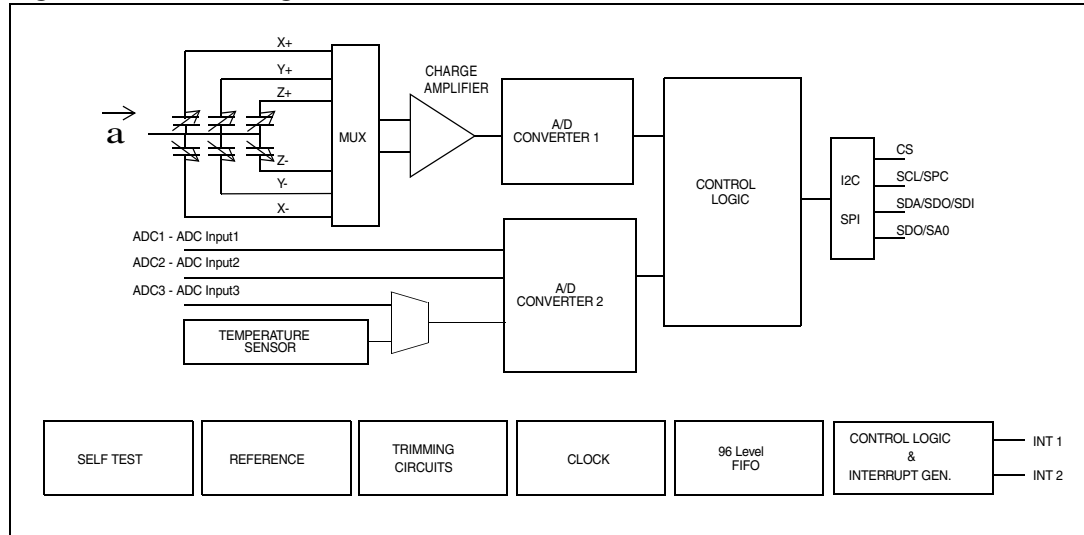 X+
Y+
Z+
CHARGE
AMPLIFIER
a
MUX
A/D
CONVERTER 1
Z-
Y-
X-
CONTROL
LOGIC
I2C
SPI
CS
SCL/SPC
SDA/SDO/SDI
SDO/SA0
ADC1 - ADC Input1
ADC2 - ADC Input2
ADC3 - ADC Input3
A/D
CONVERTER 2
TEMPERATURE
SENSOR
SELF TEST
REFERENCE
TRIMMING
CIRCUITS
CLOCK
96 Level
FIFO
CONTROL LOGIC
&
INTERRUPT GEN.
INT 1
INT 2